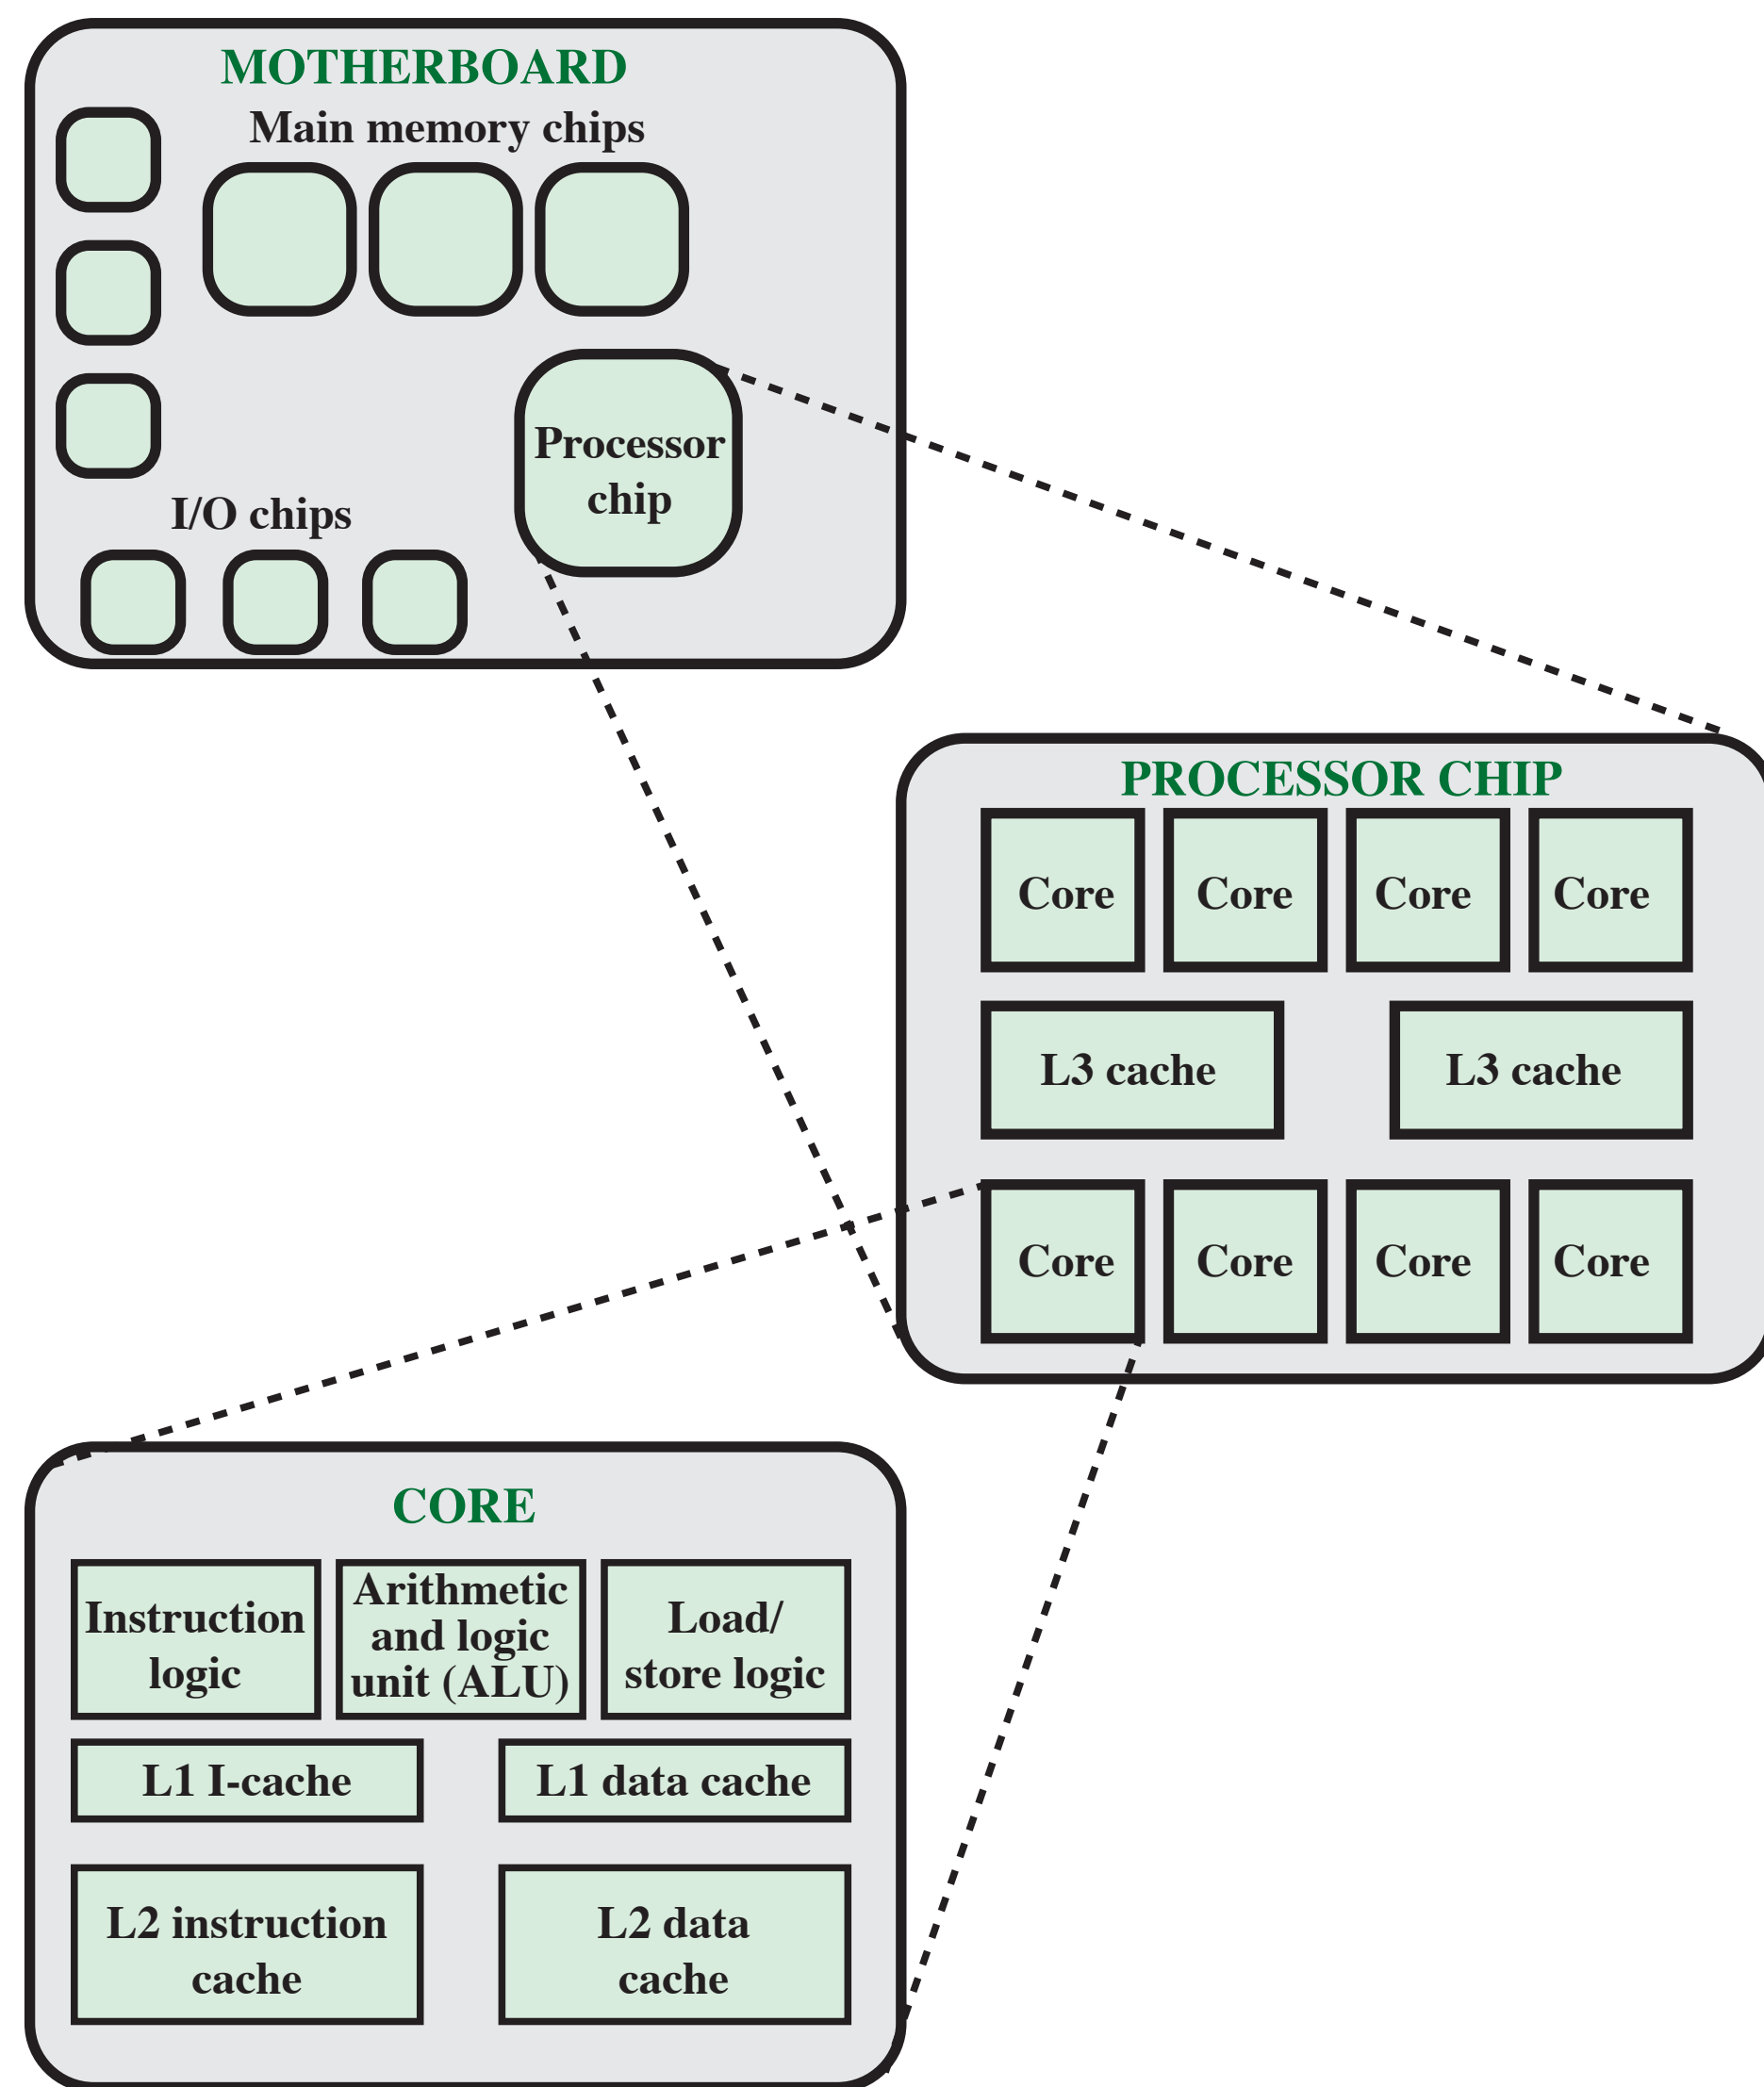 MOTHERBOARD
Main memory chips
Processor
chip
I/O chips
PROCESSOR CHIP
Core Core Core Core
L3 cache L3 cache
Core Core Core Core
CORE
Instruction
logic
Arithmetic
and logic
unit (ALU)
Load/
store logic
L1 I-cache L1 data cache
L2 instruction
cache
L2 data
cache